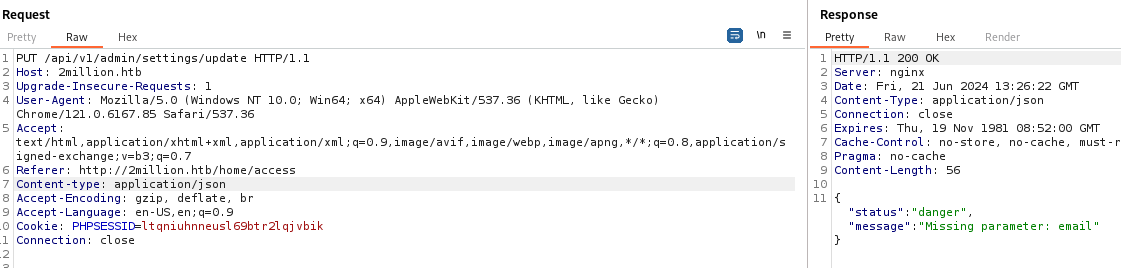 Request
Pretty Raw Hex \n
1 PUT /api/v1/admin/settings/update HTTP/1.1
2 Host: 2million.htb
3 Upgrade-Insecure-Requests: 1
4 User-Agent: Mozilla/5.0 (Windows NT 10.0; Win64; x64) AppleWebKit/537.36 (KHTML, like Gecko)
Chrome/121.0.6167.85 Safari/537.36
5 Accept:
text/html,application/xhtml+xml,application/xml;q=0.9,image/avif,image/webp,image/apng,*/*;q=0.8,application/s
igned-exchange;v=b3;q=0.7
6 Referer: http://2million.htb/home/access
7 Content-type: application/json
8 Accept-Encoding: gzip, deflate, br
9 Accept-Language: en-US,en;q=0.9
10 Cookie: PHPSESSID=ltqniuhnneusl69btr2lqjvbik
11 Connection: close
12
Response
Pretty Raw Hex Render
1 HTTP/1.1 200 OK
2 Server: nginx
3 Date: Fri, 21 Jun 2024 13:26:22 GMT
4 Content-Type: application/json
5 Connection: close
6 Expires: Thu, 19 Nov 1981 08:52:00 GMT
7 Cache-Control: no-store, no-cache, must-r
8 Pragma: no-cache
9 Content-Length: 56
10
11 {
"status":"danger",
"message":"Missing parameter: email"
}